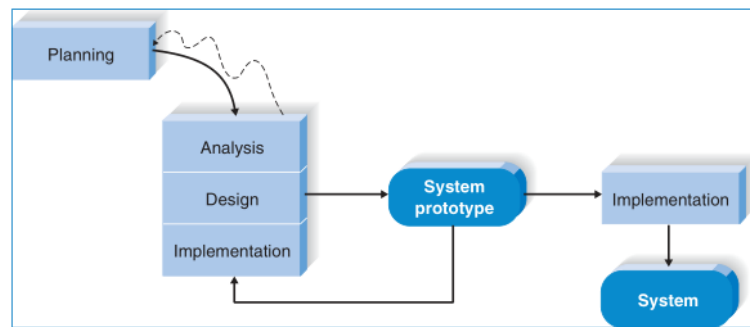 Planning
Analysis
Design
Implementation
System
prototype
Implementation
System